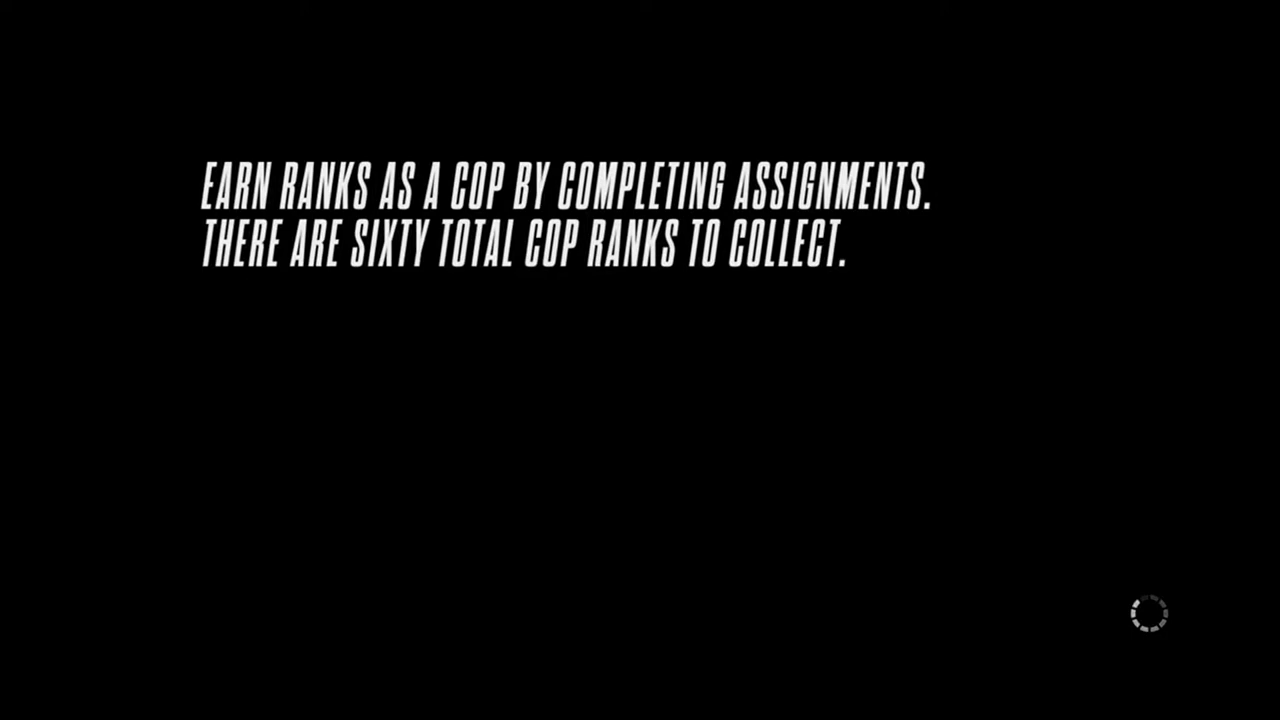 EARN RANKS AS A COP BY COMPLETING ASSIGNMENTS.
THERE ARE SIXTY TOTAL COP RANKS TO COLLECT.